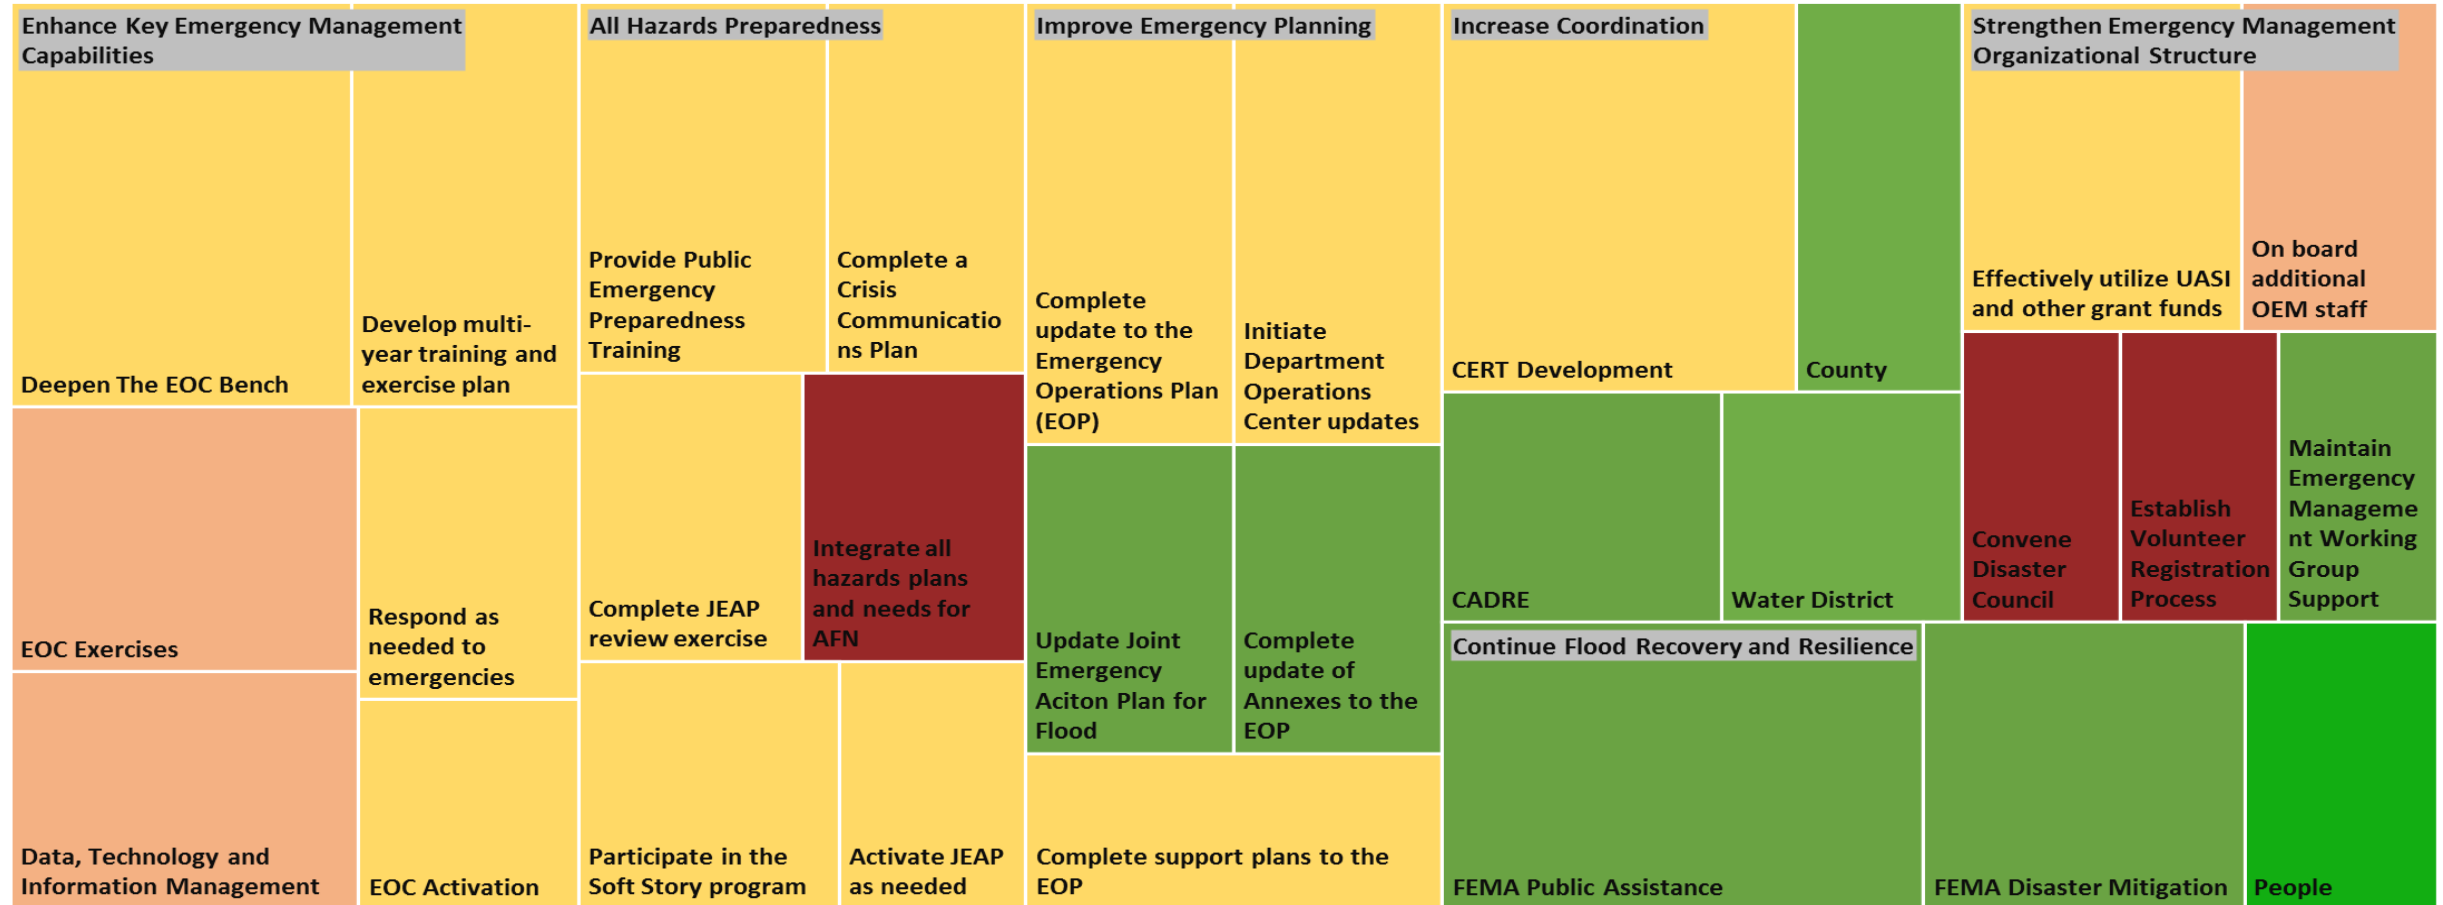 Enhance Key Emergency Management
Capabilities
Deepen The EOC Bench
Develop multi-
year training and
exercise plan
EOC Exercises
Respond as
needed to
emergencies
Data, Technology and
Information Management
EOC Activation
All Hazards Preparedness
Provide Public
Emergency
Preparedness
Training
Complete a
Crisis
Communicatio
ns Plan
Complete JEAP
review exercise
Integrate all
hazards plans
and needs for
AFN
Participate in the
Soft Story program
Activate JEAP
as needed
Improve Emergency Planning
Complete
update to the
Emergency
Operations Plan
(EOP)
Initiate
Department
Operations
Center updates
Update Joint
Emergency
Aciton Plan for
Flood
Complete
update of
Annexes to the
EOP
Complete support plans to the
EOP
Increase Coordination
CERT Development
County
CADRE
Water District
Strengthen Emergency Management
Organizational Structure
Effectively utilize UASI
and other grant funds
On board
additional
OEM staff
Convene
Disaster
Council
Establish
Volunteer
Registration
Process
Maintain
Emergency
Manageme
nt Working
Group
Support
Continue Flood Recovery and Resilience
FEMA Public Assistance
FEMA Disaster Mitigation
People